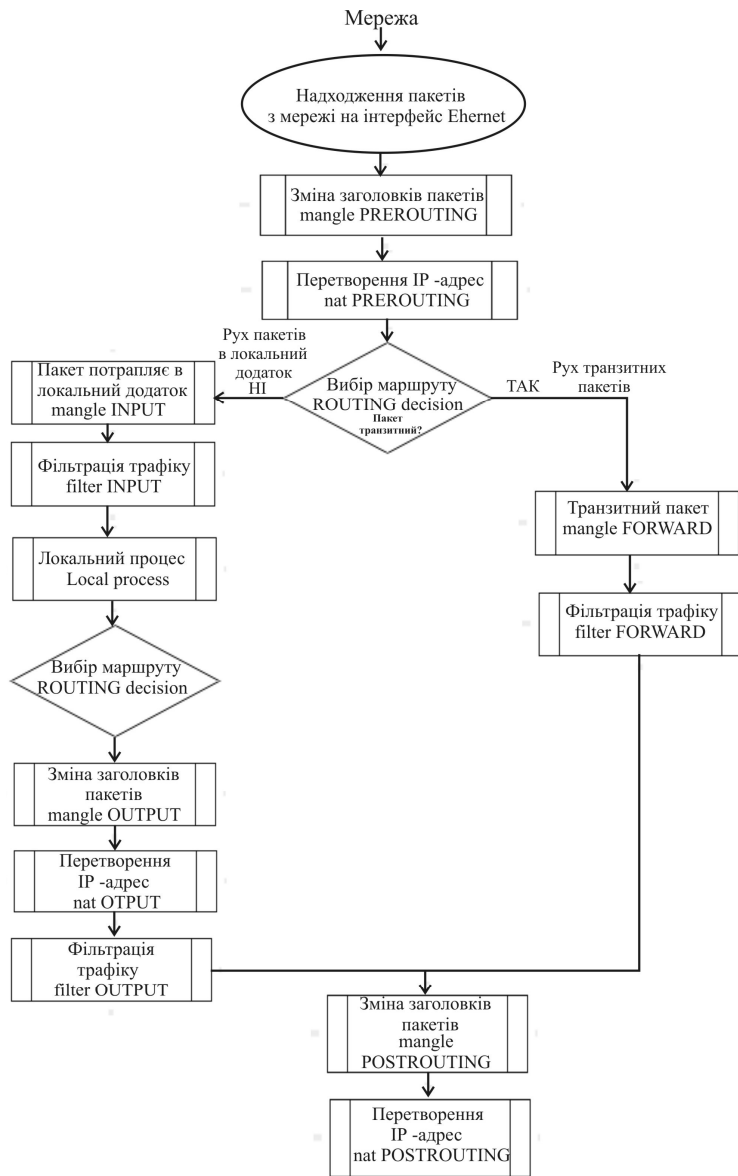 Мережа
Надходження пакетів
з мережі на інтерфейс Ehernet
Зміна заголовків пакетів
mangle PREROUTING
Перетворення IP -адрес
nat PREROUTING
Рух пакетів
в локальний
додаток
НІ
Вибір маршруту
ROUTING decision
Пакет
транзитний?
ТАК
Рух транзитних
пакетів
Пакет потрапляє в
локальний додаток
mangle INPUT
Фільтрація трафіку
filter INPUT
Локальний процес
Local process
Вибір маршруту
ROUTING decision
Зміна заголовків
пакетів
mangle OUTPUT
Перетворення
IP -адрес
nat OTPUT
Фільтрація
трафіку
filter OUTPUT
Транзитний пакет
mangle FORWARD
Фільтрація трафіку
filter FORWARD
Зміна заголовків
пакетів
mangle
POSTROUTING
Перетворення
IP -адрес
nat POSTROUTING